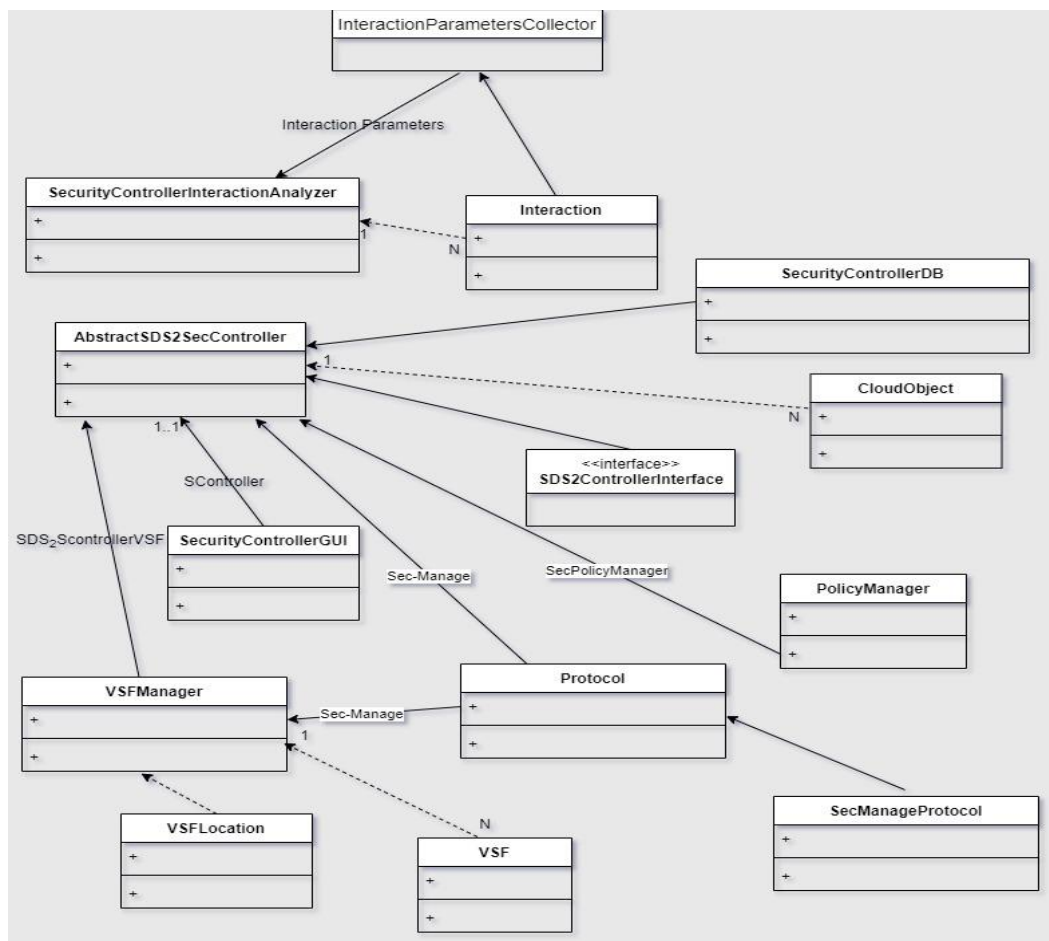 InteractionParametersCollector
Interaction Parameters
SecurityControllerInteractionAnalyzer
+
+
1
Interaction
+
+
N
SecurityControllerDB
+
+
AbstractSDS2SecController
+
+
1
CloudObject
+
+
N
1..1
<<interface>>
SDS2ControllerInterface
SController
SDS₂ScontrollerVSF
SecurityControllerGUI
+
+
Sec-Manage
SecPolicyManager
PolicyManager
+
+
VSFManager
+
+
Sec-Manage
1
Protocol
+
+
SecManageProtocol
+
+
VSFLocation
+
+
N
VSF
+
+